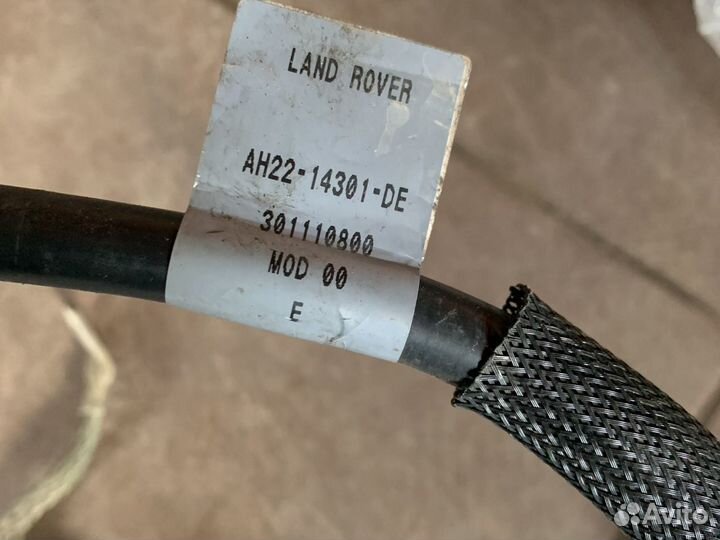 LAND ROVER
AH22-14301-DE
301110800
MOD 00
E
Avito